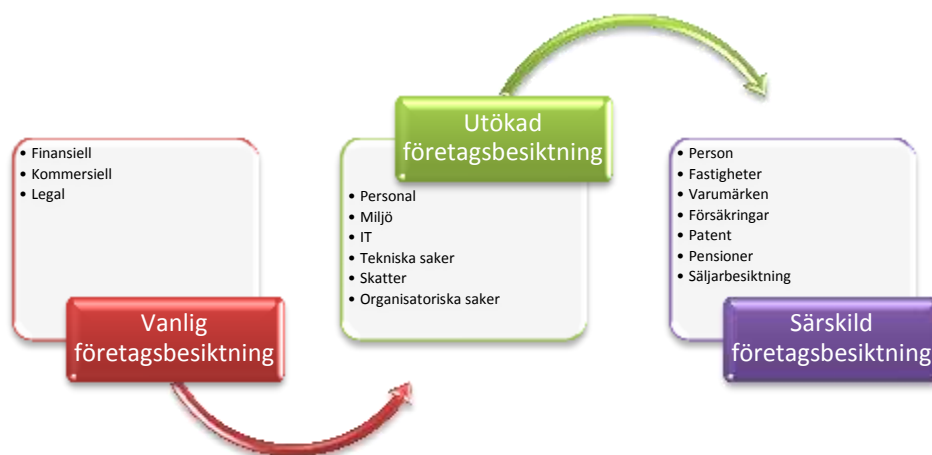 • Finansiell
• Kommersiell
• Legal
Vanlig
företagsbesiktning
Utökad
företagsbesiktning
• Personal
• Miljö
• IT
• Tekniska saker
• Skatter
• Organisatoriska saker
• Person
• Fastigheter
• Varumärken
• Försäkringar
• Patent
• Pensioner
• Säljarbesiktning
Särskild
företagsbesiktning